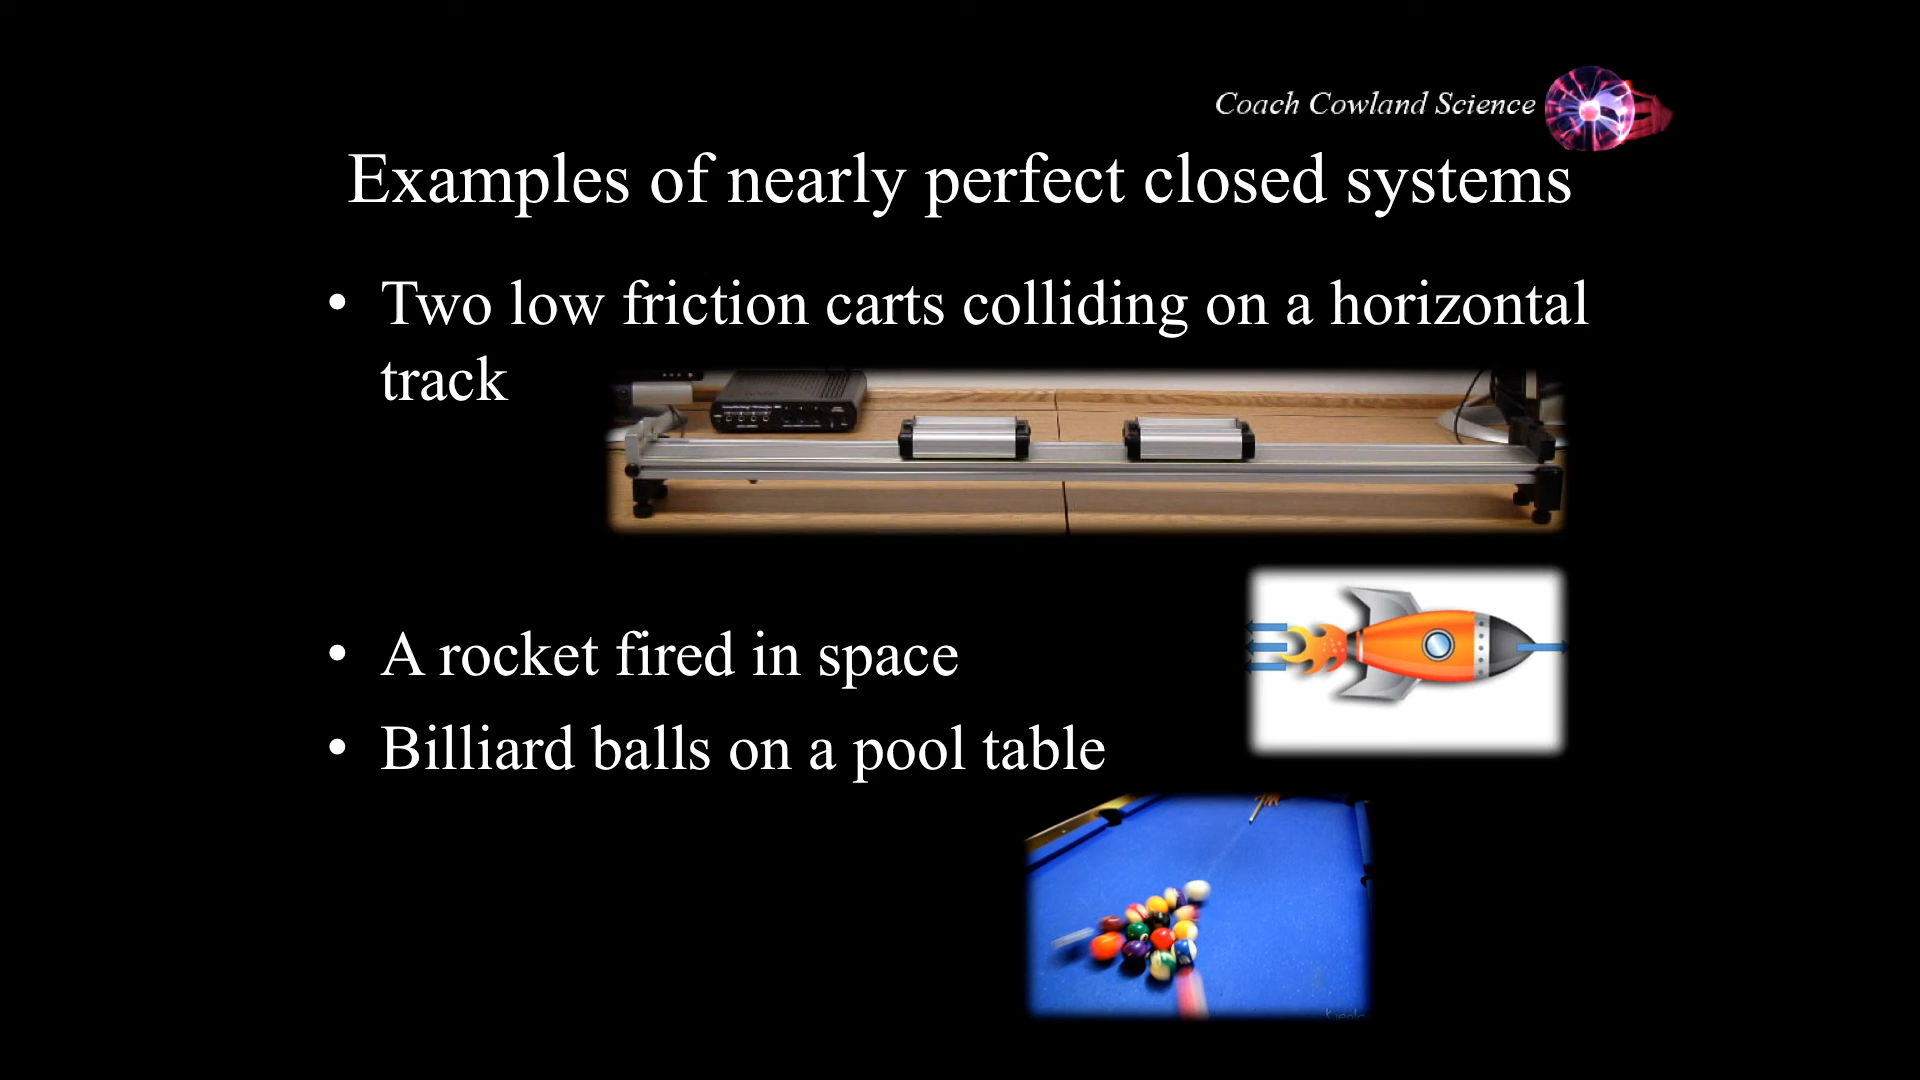 Coach Cowland Science
Examples of nearly perfect closed systems
• Two low friction carts colliding on a horizontal
track
• A rocket fired in space
• Billiard balls on a pool table